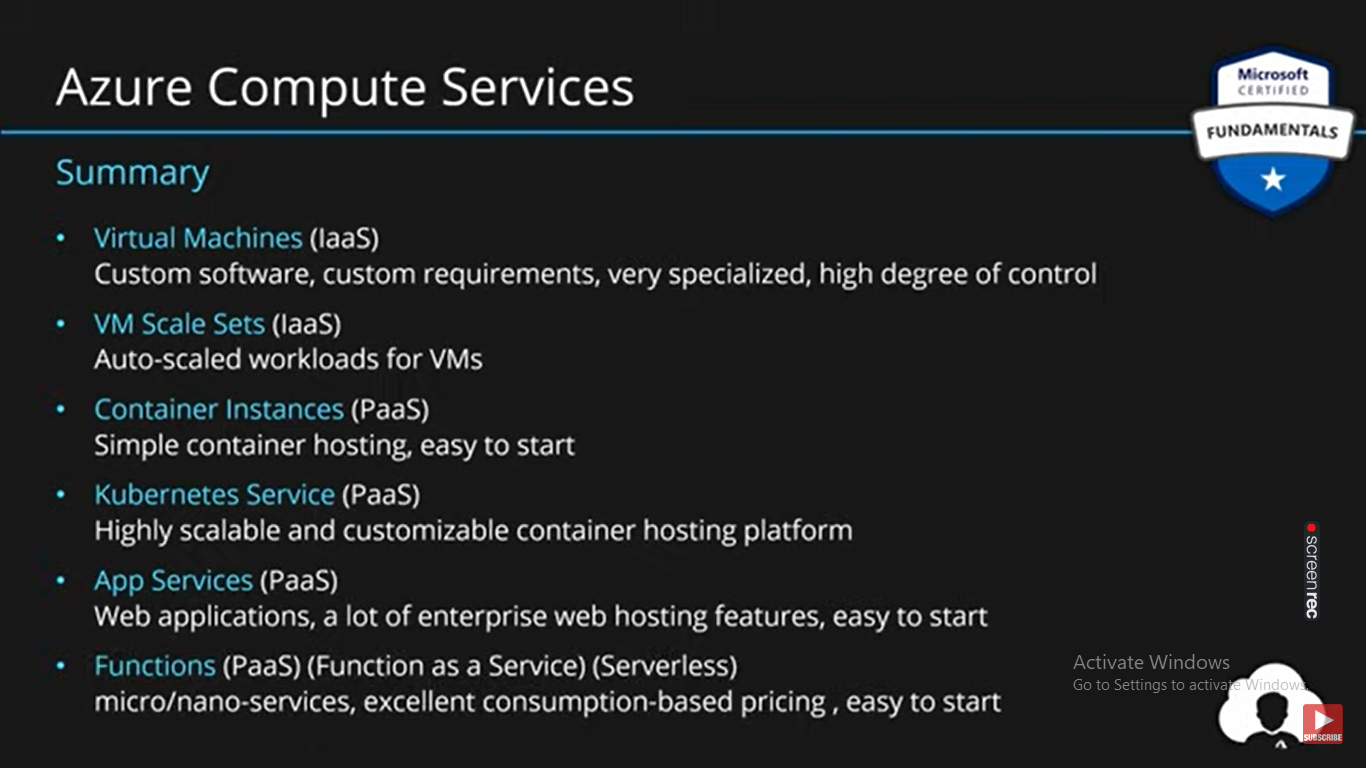 Azure Compute Services
Microsoft
CERTIFIED
FUNDAMENTALS
Summary
• Virtual Machines (IaaS)
Custom software, custom requirements, very specialized, high degree of control
• VM Scale Sets (IaaS)
Auto-scaled workloads for VMs
• Container Instances (PaaS)
Simple container hosting, easy to start
• Kubernetes Service (PaaS)
Highly scalable and customizable container hosting platform
• App Services (PaaS)
Web applications, a lot of enterprise web hosting features, easy to start
• Functions (PaaS) (Function as a Service) (Serverless)
micro/nano-services, excellent consumption-based pricing , easy to start
screenrec
Activate Windows
Go to Settings to activate Windows.
SUBSCRIBE